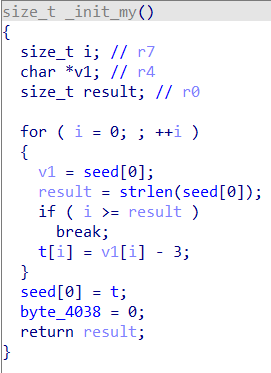 size_t _init_my()
{
  size_t i; // r7
  char *v1; // r4
  size_t result; // r0

  for ( i = 0; ; ++i )
  {
    v1 = seed[0];
    result = strlen(seed[0]);
    if ( i >= result )
      break;
    t[i] = v1[i] - 3;
  }
  seed[0] = t;
  byte_4038 = 0;
  return result;
}